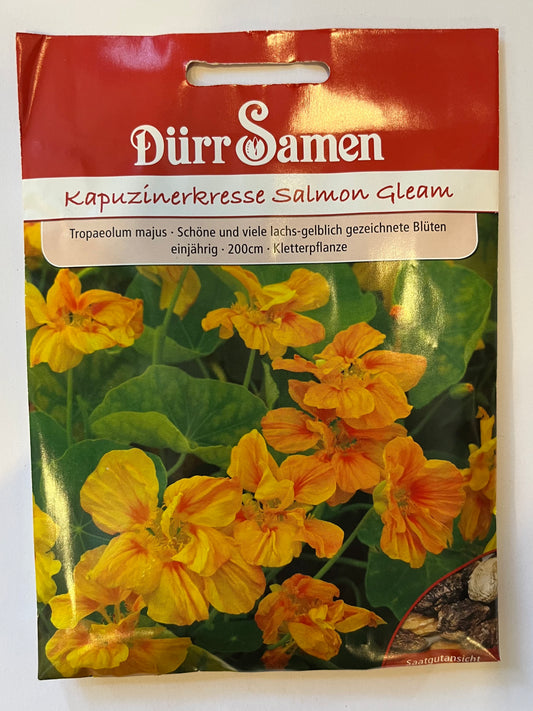 Dürr Samen
Kapuzinerkresse Salmon Gleam
Tropaeolum majus · Schöne und viele lachs-gelblich gezeichnete Blüten
einjährig · 200cm · Kletterpflanze
Saatgutansicht